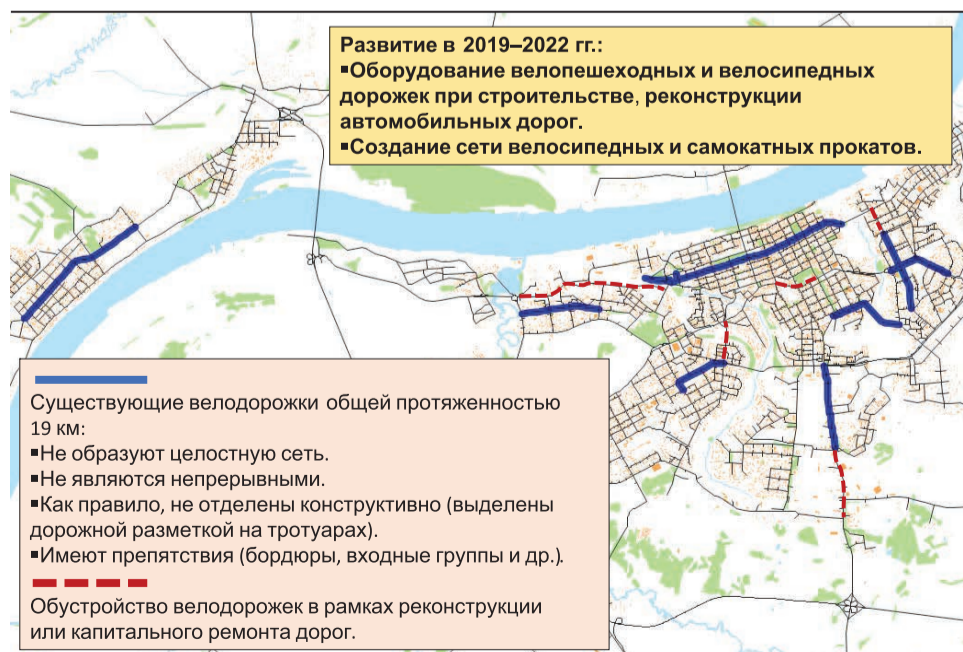 Развитие в 2019–2022 гг.:
▪Оборудование велопешеходных и велосипедных
дорожек при строительстве, реконструкции
автомобильных дорог.
▪Создание сети велосипедных и самокатных прокатов.
Существующие велодорожки общей протяженностью
19 км:
▪Не образуют целостную сеть.
▪Не являются непрерывными.
▪Как правило, не отделены конструктивно (выделены
дорожной разметкой на тротуарах).
▪Имеют препятствия (бордюры, входные группы и др.).
Обустройство велодорожек в рамках реконструкции
или капитального ремонта дорог.